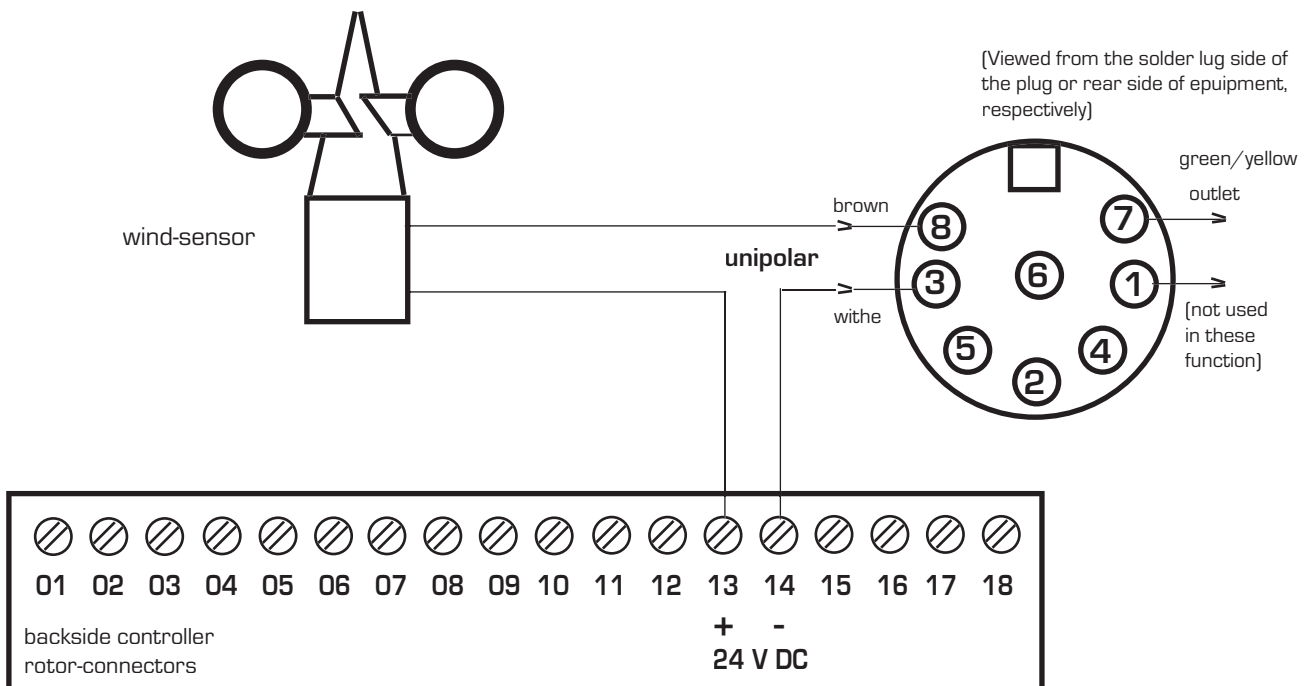 (Viewed from the solder lug side of
the plug or rear side of epuipment,
respectively)
green/yellow
outlet
brown
wind-sensor
unipolar
withe
8
7
3
6
1
5
4
2
(not used
in these
function)
01 02 03 04 05 06 07 08 09 10 11 12 13 14 15 16 17 18
+ -
24 V DC
backside controller
rotor-connectors